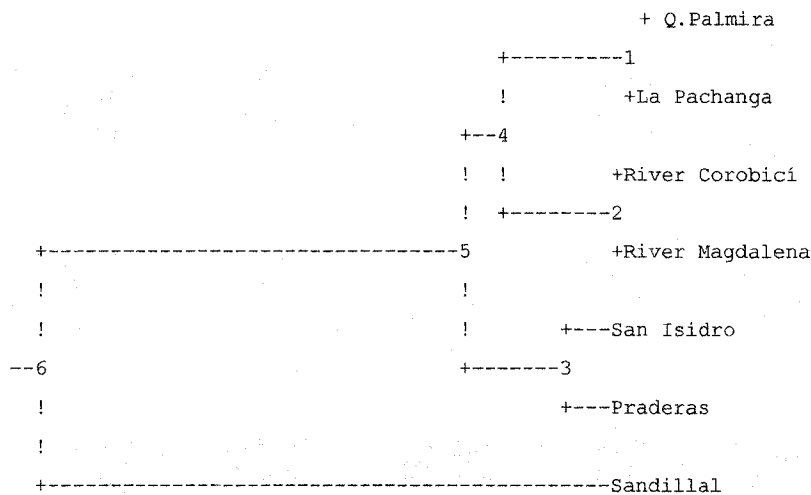 + Q.Palmira
+---------1
! +La Pachanga
+--4
! ! +River Corobicí
! +--------2
+----------------------------------5 +River Magdalena
! !
! ! +---San Isidro
--6 +-------3
! +---Praderas
!
+----------------------------------------------Sandillal